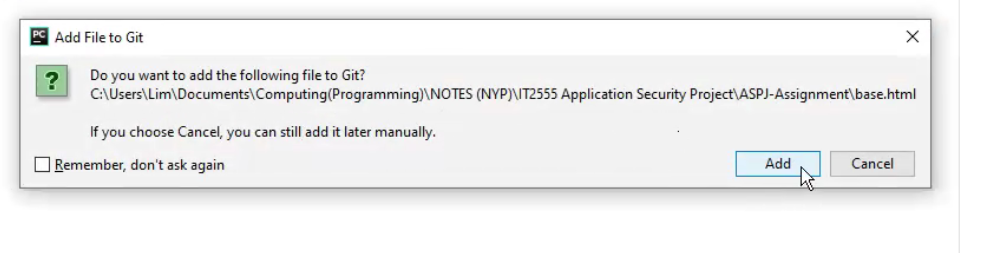 PC Add File to Git
?
Do you want to add the following file to Git?
C:\Users\Lim\Documents\Computing(Programming)\NOTES (NYP)\IT2555 Application Security Project\ASPJ-Assignment\base.html
If you choose Cancel, you can still add it later manually.
Remember, don't ask again
Add
Cancel